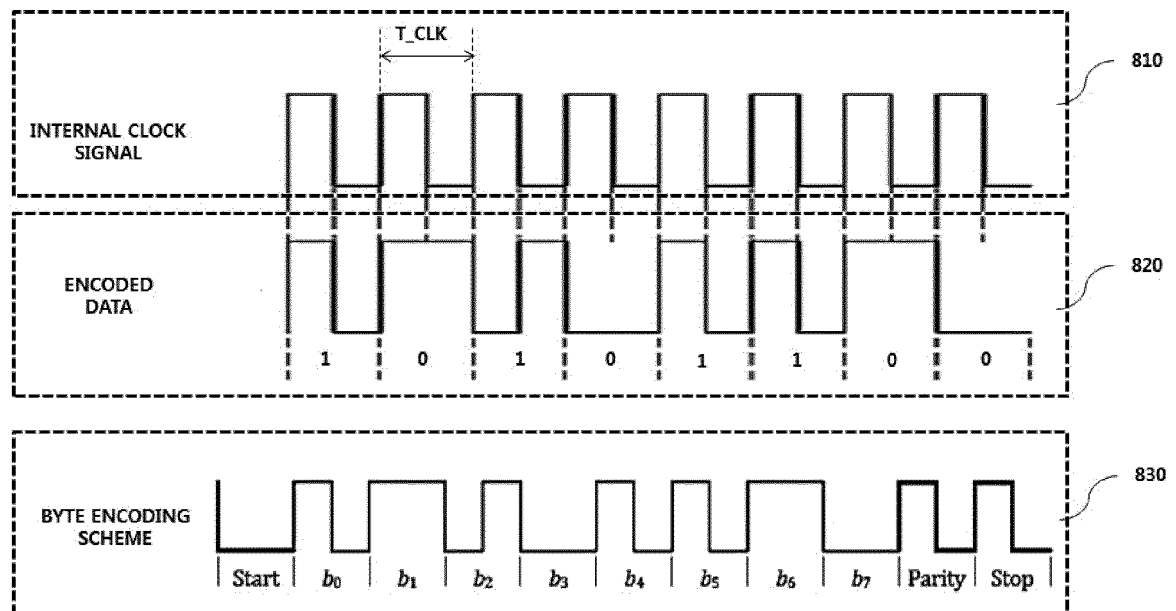 T_CLK
810
INTERNAL CLOCK
SIGNAL
820
ENCODED
DATA
1 0 1 0 1 1 0 0
830
BYTE ENCODING
SCHEME
Start b₀ b₁ b₂ b₃ b₄ b₅ b₆ b₇ Parity Stop